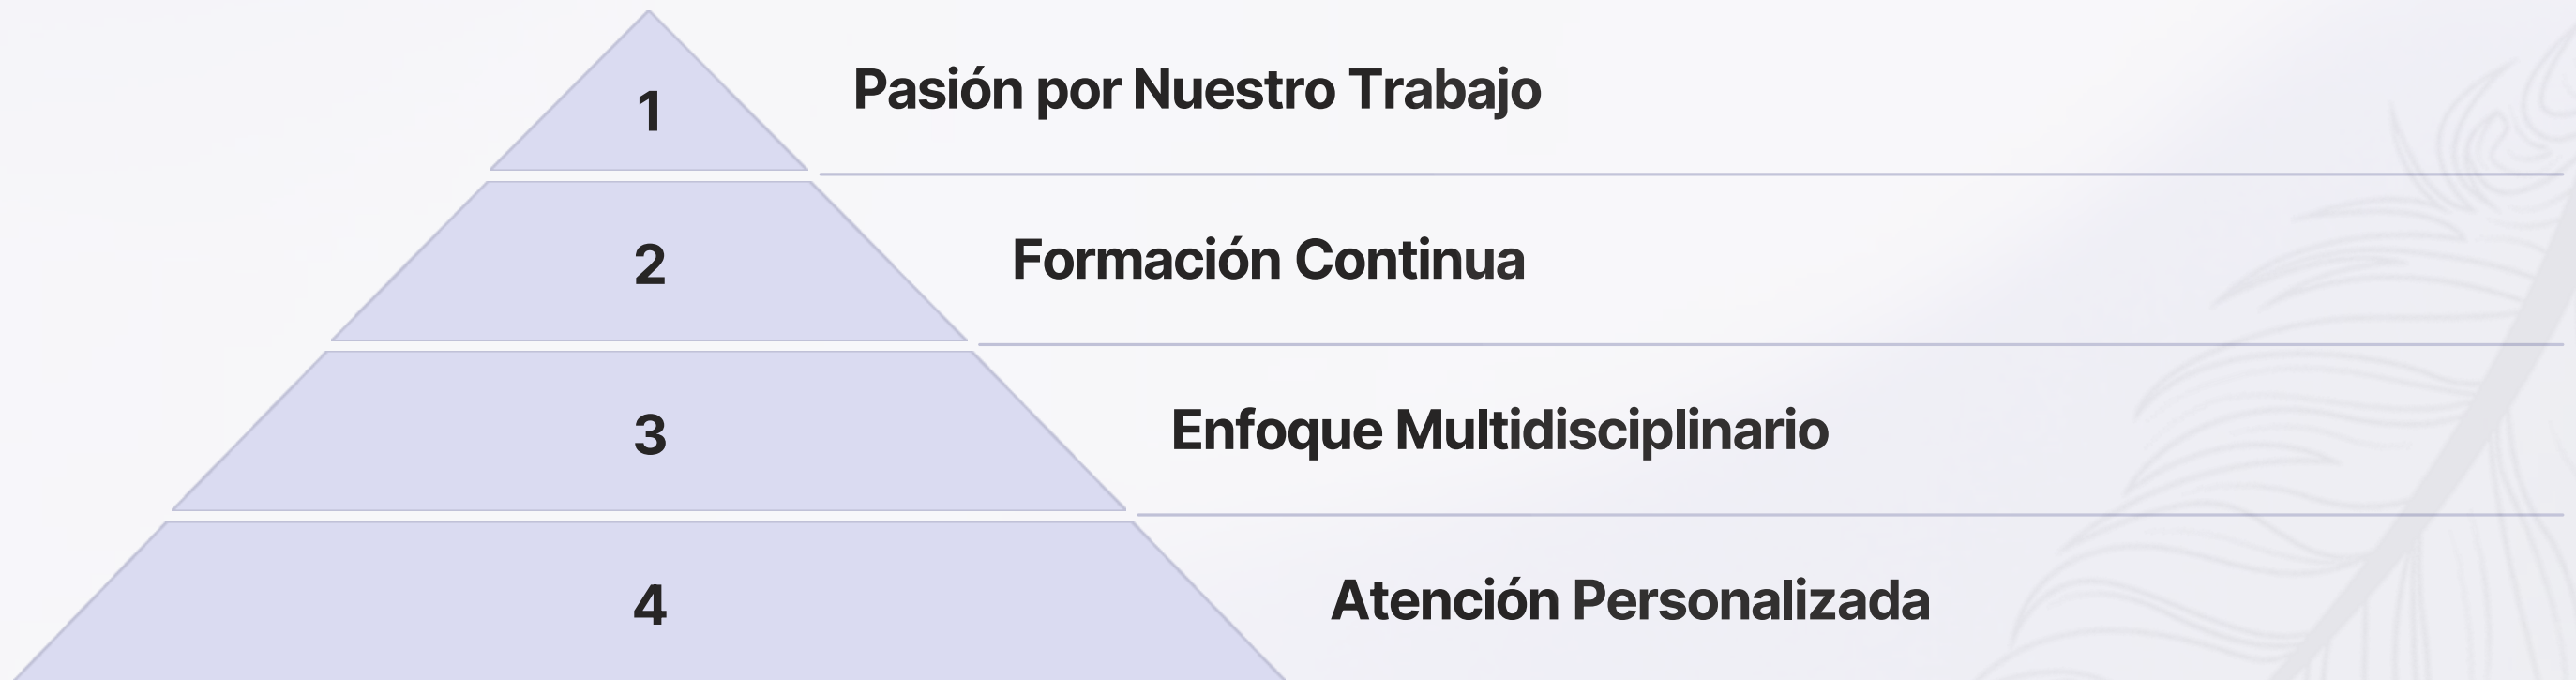 1
Pasión por Nuestro Trabajo
2
Formación Continua
3
Enfoque Multidisciplinario
4
Atención Personalizada